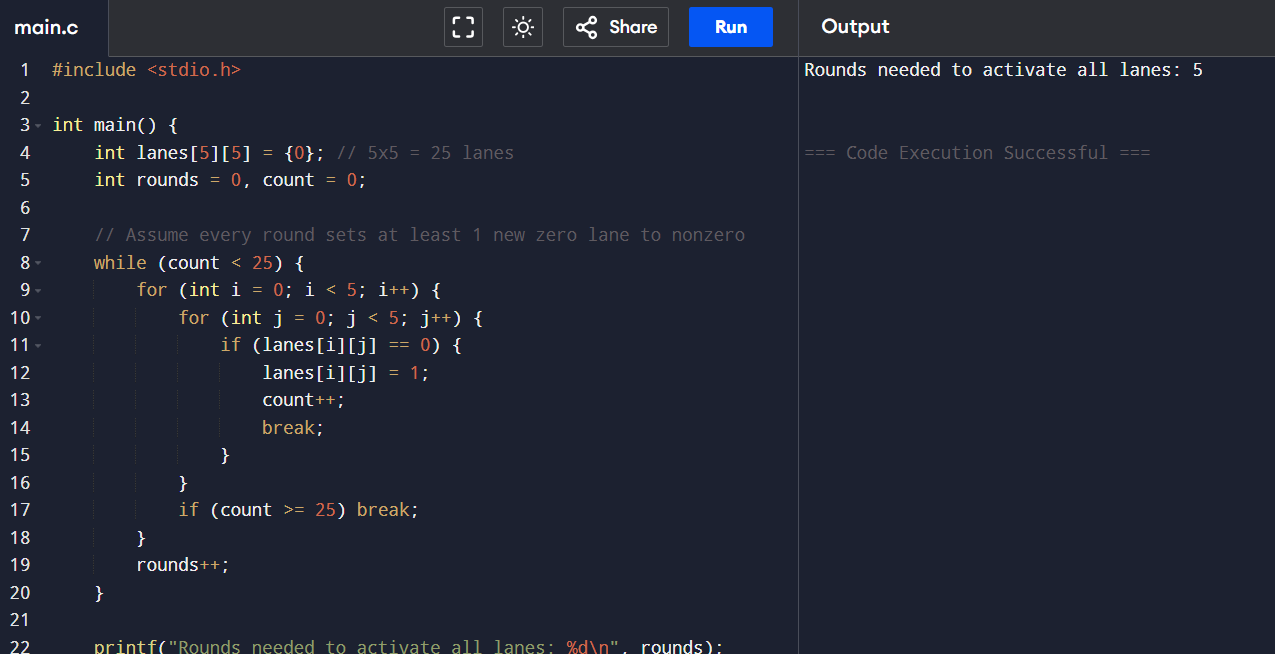 main.c
Share
Run
Output
1 #include <stdio.h>
2
3 int main() {
4     int lanes[5][5] = {0}; // 5x5 = 25 lanes
5     int rounds = 0, count = 0;
6
7     // Assume every round sets at least 1 new zero lane to nonzero
8     while (count < 25) {
9         for (int i = 0; i < 5; i++) {
10             for (int j = 0; j < 5; j++) {
11                 if (lanes[i][j] == 0) {
12                     lanes[i][j] = 1;
13                     count++;
14                     break;
15                 }
16             }
17             if (count >= 25) break;
18         }
19         rounds++;
20     }
21
22     printf("Rounds needed to activate all lanes: %d\n", rounds);
Rounds needed to activate all lanes: 5
=== Code Execution Successful ===